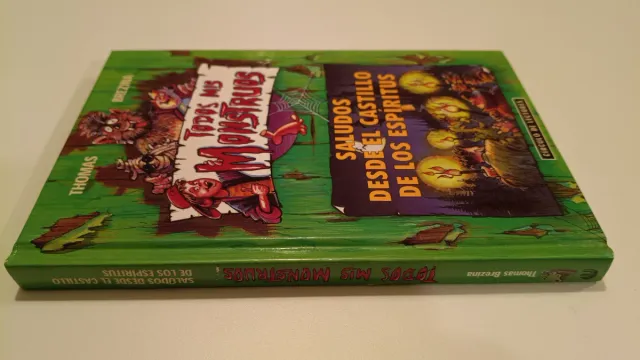 THOMAS BREZINA
TODOS MIS
MONSTRUOS
SALUDOS
DESDE EL CASTILLO
DE LOS ESPÍRITUS
SALUDOS DESDE EL CASTILLO
DE LOS ESPÍRITUS
TODOS MIS MONSTRUOS
Thomas Brezina